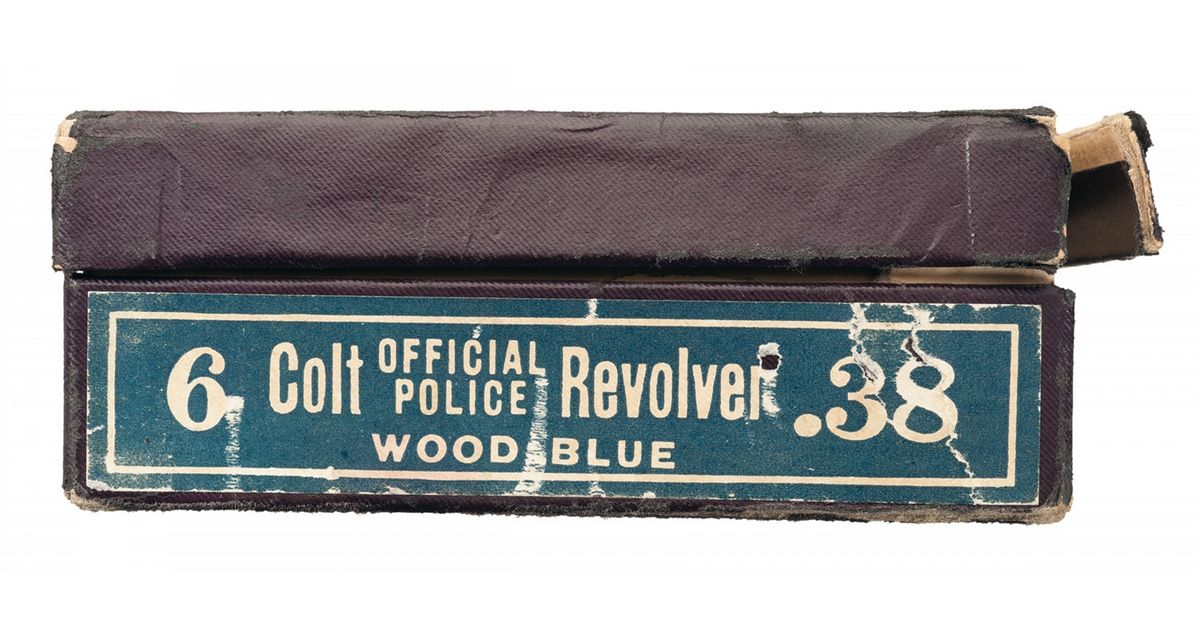 6 Colt OFFICIAL POLICE Revolver .38
WOOD BLUE